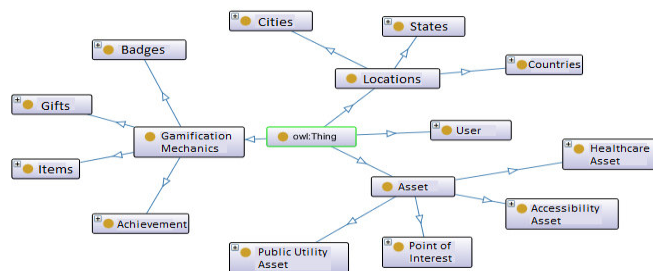 Cities
States
Badges
Locations
Countries
Gifts
Gamification
Mechanics
owl:Thing
User
Healthcare
Asset
Items
Asset
Accessibility
Asset
Achievement
Public Utility
Asset
Point of
Interest